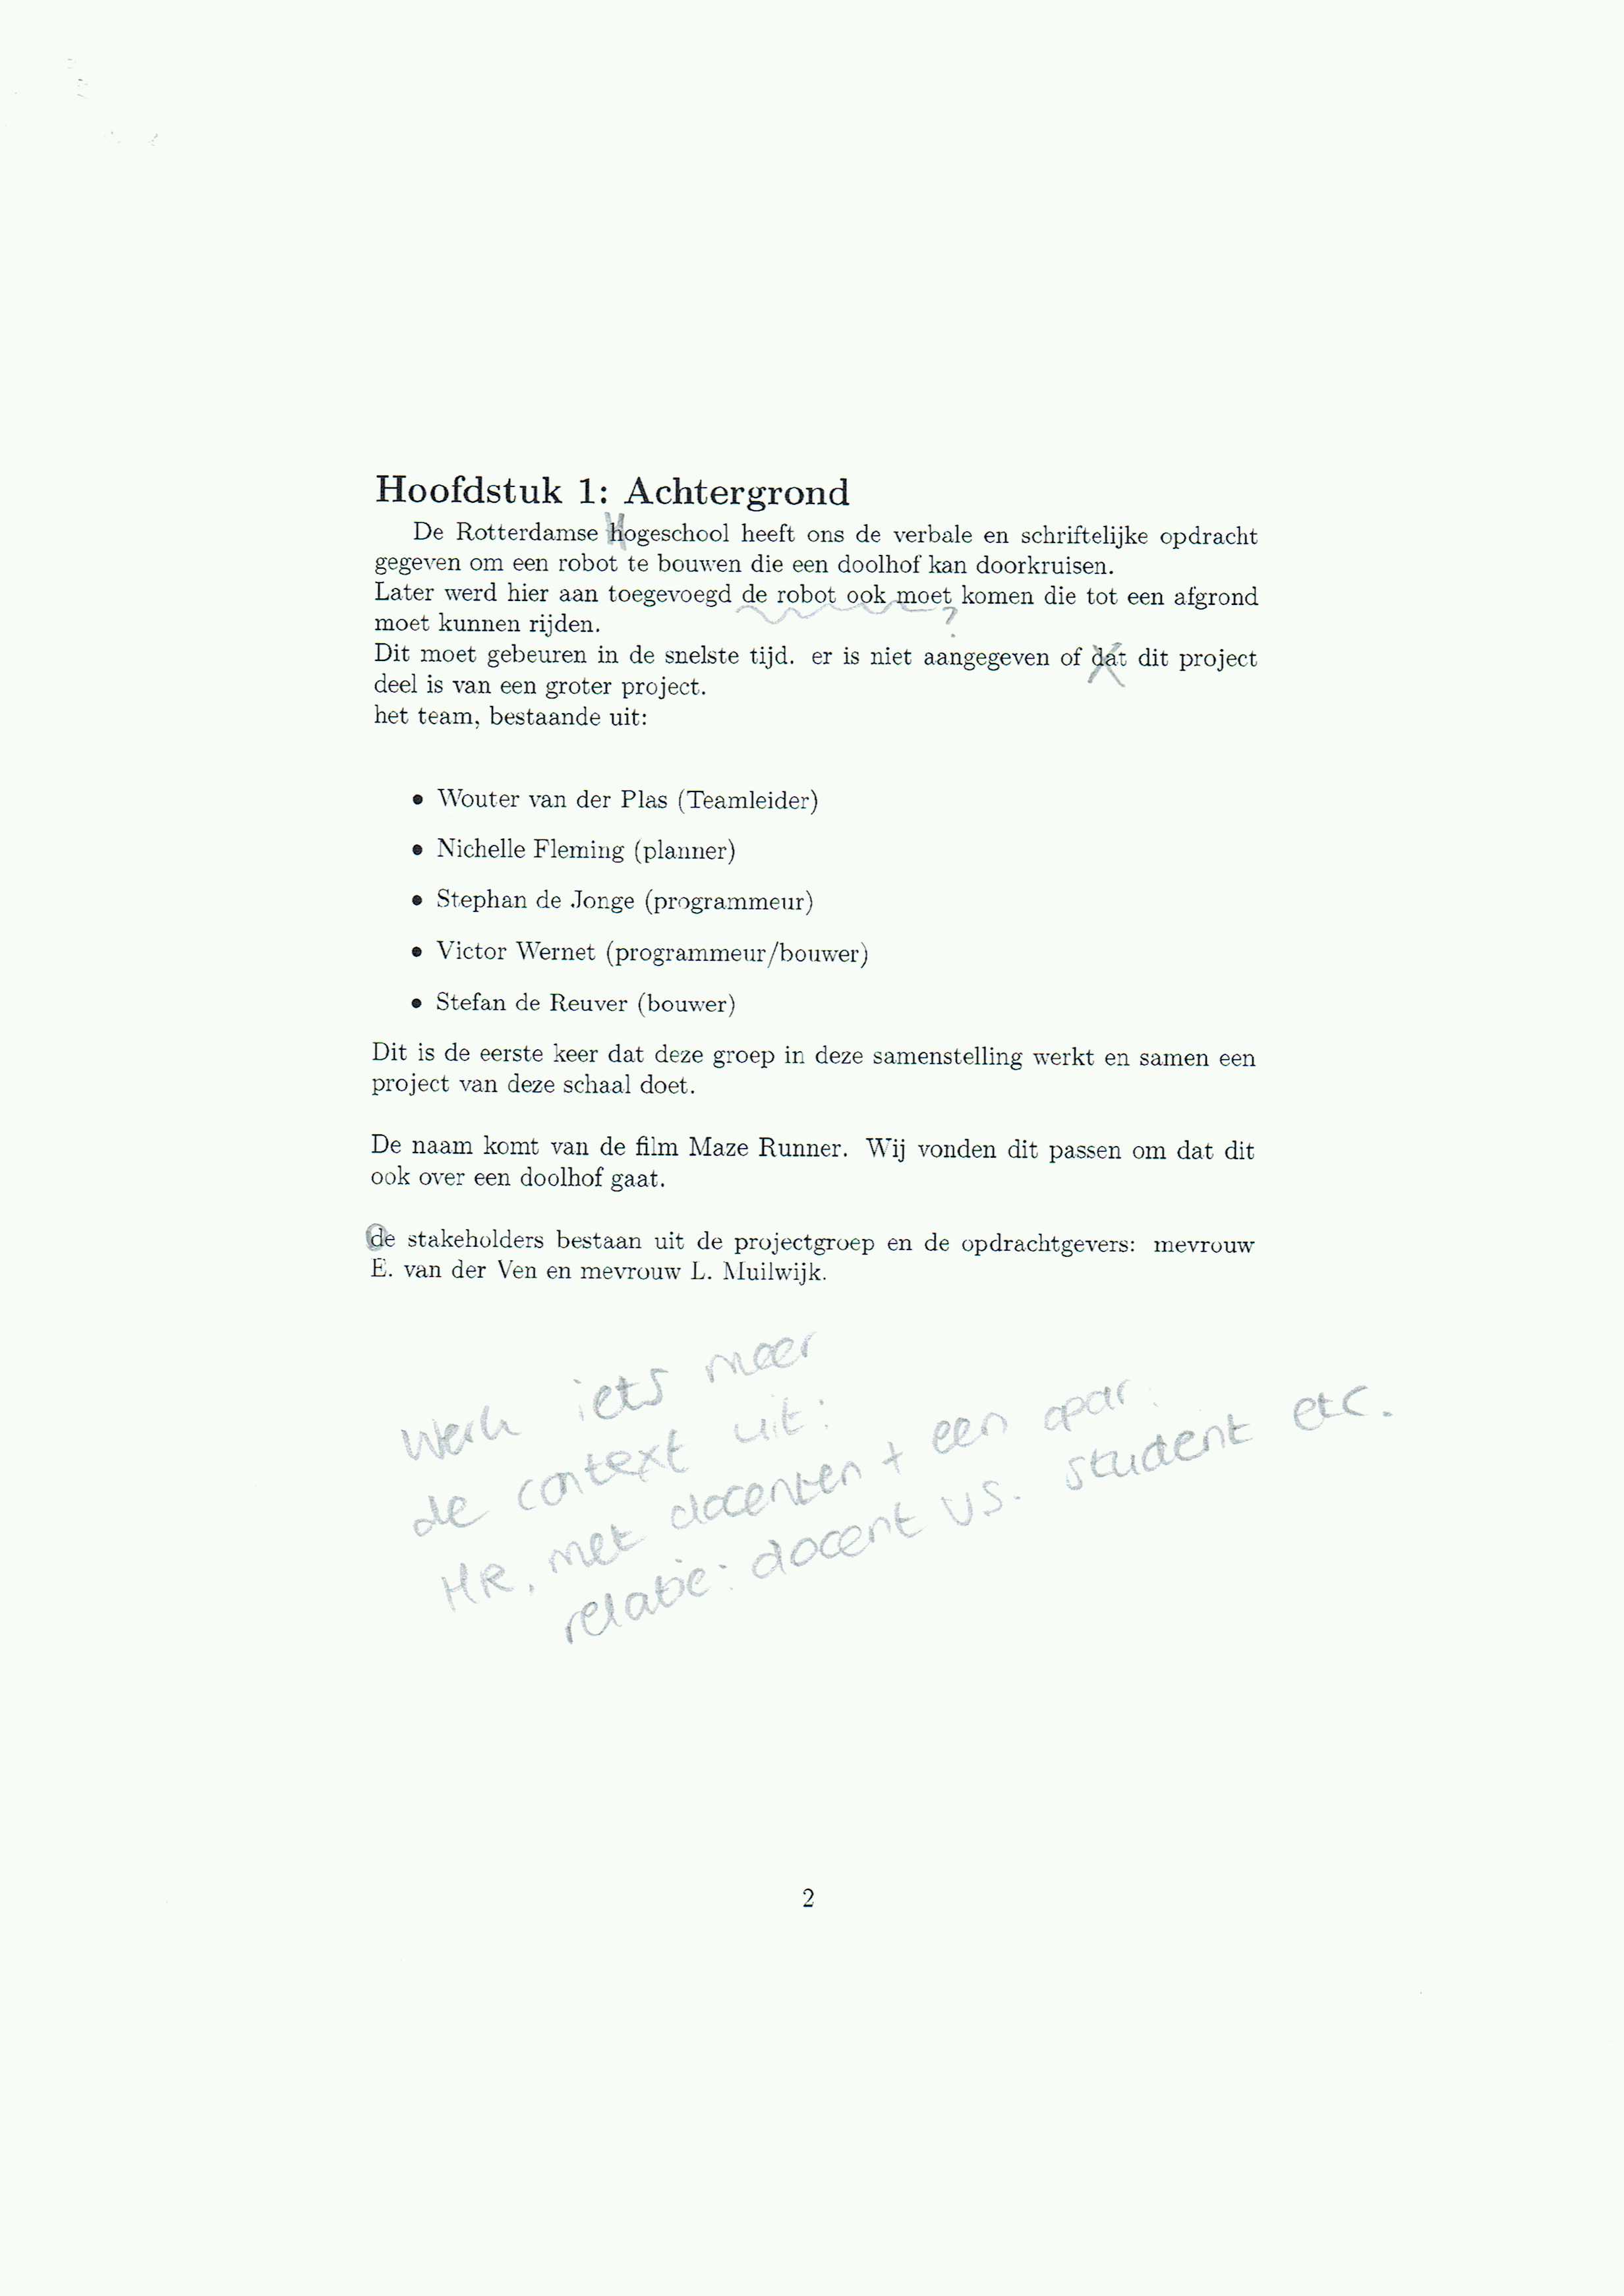 Hoofdstuk 1: Achtergrond
De Rotterdamse Hogeschool heeft ons de verbale en schriftelijke opdracht
gegeven om een robot te bouwen die een doolhof kan doorkruisen.
Later werd hier aan toegevoegd de robot ook moet komen die tot een afgrond
?
moet kunnen rijden.
Dit moet gebeuren in de snelste tijd. er is niet aangegeven of dat dit project
deel is van een groter project.
het team, bestaande uit:
• Wouter van der Plas (Teamleider)
• Nichelle Fleming (planner)
• Stephan de Jonge (programmeur)
• Victor Wernet (programmeur/bouwer)
• Stefan de Reuver (bouwer)
Dit is de eerste keer dat deze groep in deze samenstelling werkt en samen een
project van deze schaal doet.
De naam komt van de film Maze Runner. Wij vonden dit passen om dat dit
ook over een doolhof gaat.
de stakeholders bestaan uit de projectgroep en de opdrachtgevers: mevrouw
E. van der Ven en mevrouw L. Muilwijk.
Werk iets meer
de context uit:
HR, met docenten + een opdr.
relatie: docent vs. student etc.
2